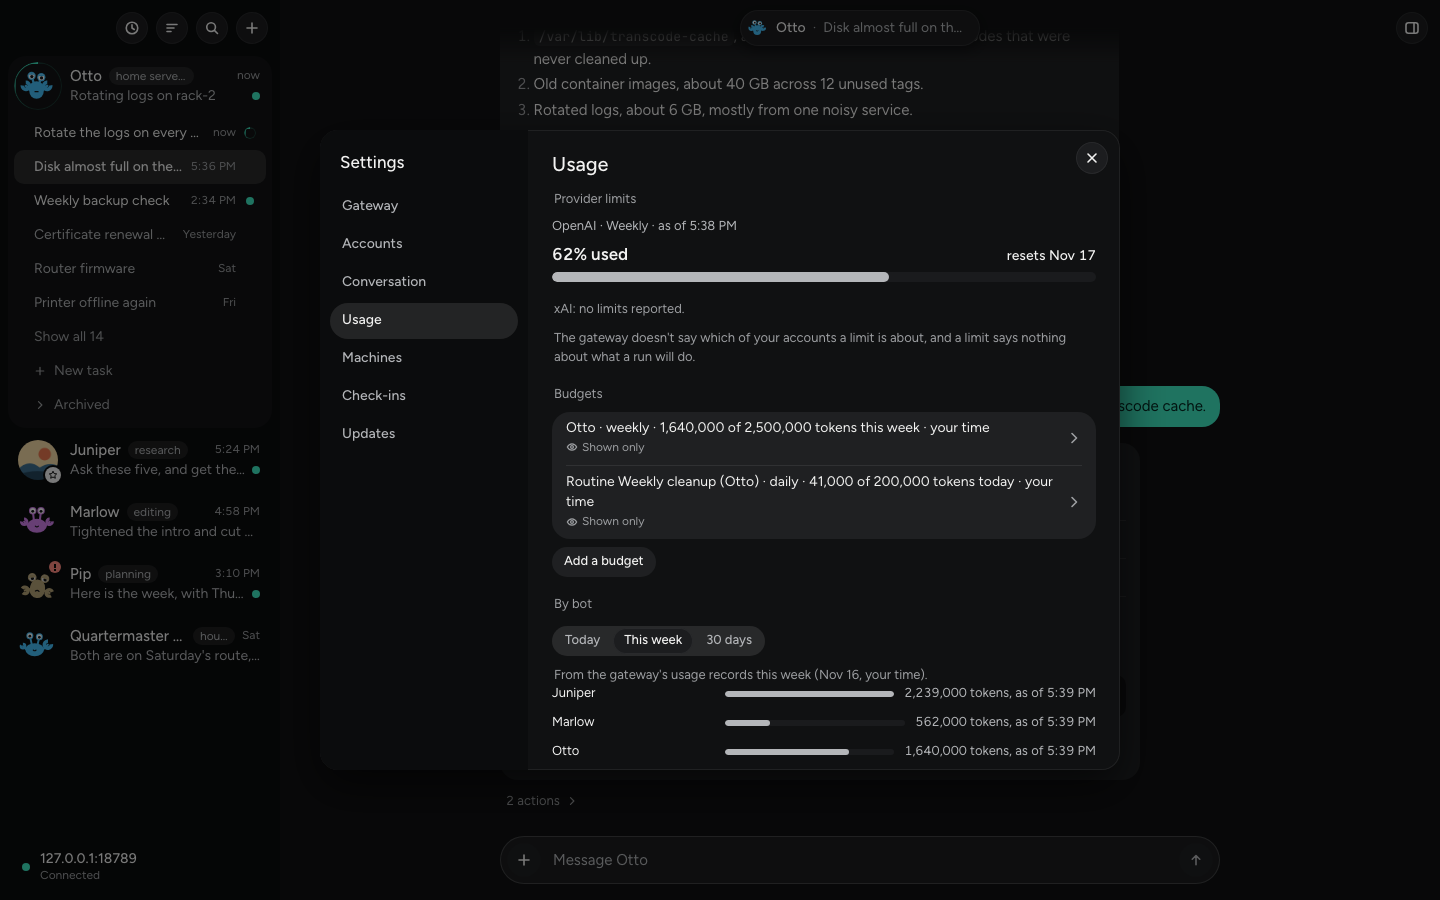 Otto · Disk almost full on th...
Otto home serve... now
Rotating logs on rack-2
Rotate the logs on every ... now
Disk almost full on the... 5:36 PM
Weekly backup check 2:34 PM
Certificate renewal ... Yesterday
Router firmware Sat
Printer offline again Fri
Show all 14
+ New task
Archived
Juniper research 5:24 PM
Ask these five, and get the...
Marlow editing 4:58 PM
Tightened the intro and cut ...
Pip planning 3:10 PM
Here is the week, with Thu...
Quartermaster ... hou... Sat
Both are on Saturday's route,...
127.0.0.1:18789
Connected
1. /var/lib/transcode-cache, odes that were
never cleaned up.
2. Old container images, about 40 GB across 12 unused tags.
3. Rotated logs, about 6 GB, mostly from one noisy service.
scode cache.
Settings
Gateway
Accounts
Conversation
Usage
Machines
Check-ins
Updates
Usage
Provider limits
OpenAI · Weekly · as of 5:38 PM
62% used resets Nov 17
xAI: no limits reported.
The gateway doesn't say which of your accounts a limit is about, and a limit says nothing
about what a run will do.
Budgets
Otto · weekly · 1,640,000 of 2,500,000 tokens this week · your time
Shown only
Routine Weekly cleanup (Otto) · daily · 41,000 of 200,000 tokens today · your
time
Shown only
Add a budget
By bot
Today This week 30 days
From the gateway's usage records this week (Nov 16, your time).
Juniper 2,239,000 tokens, as of 5:39 PM
Marlow 562,000 tokens, as of 5:39 PM
Otto 1,640,000 tokens, as of 5:39 PM
2 actions
Message Otto